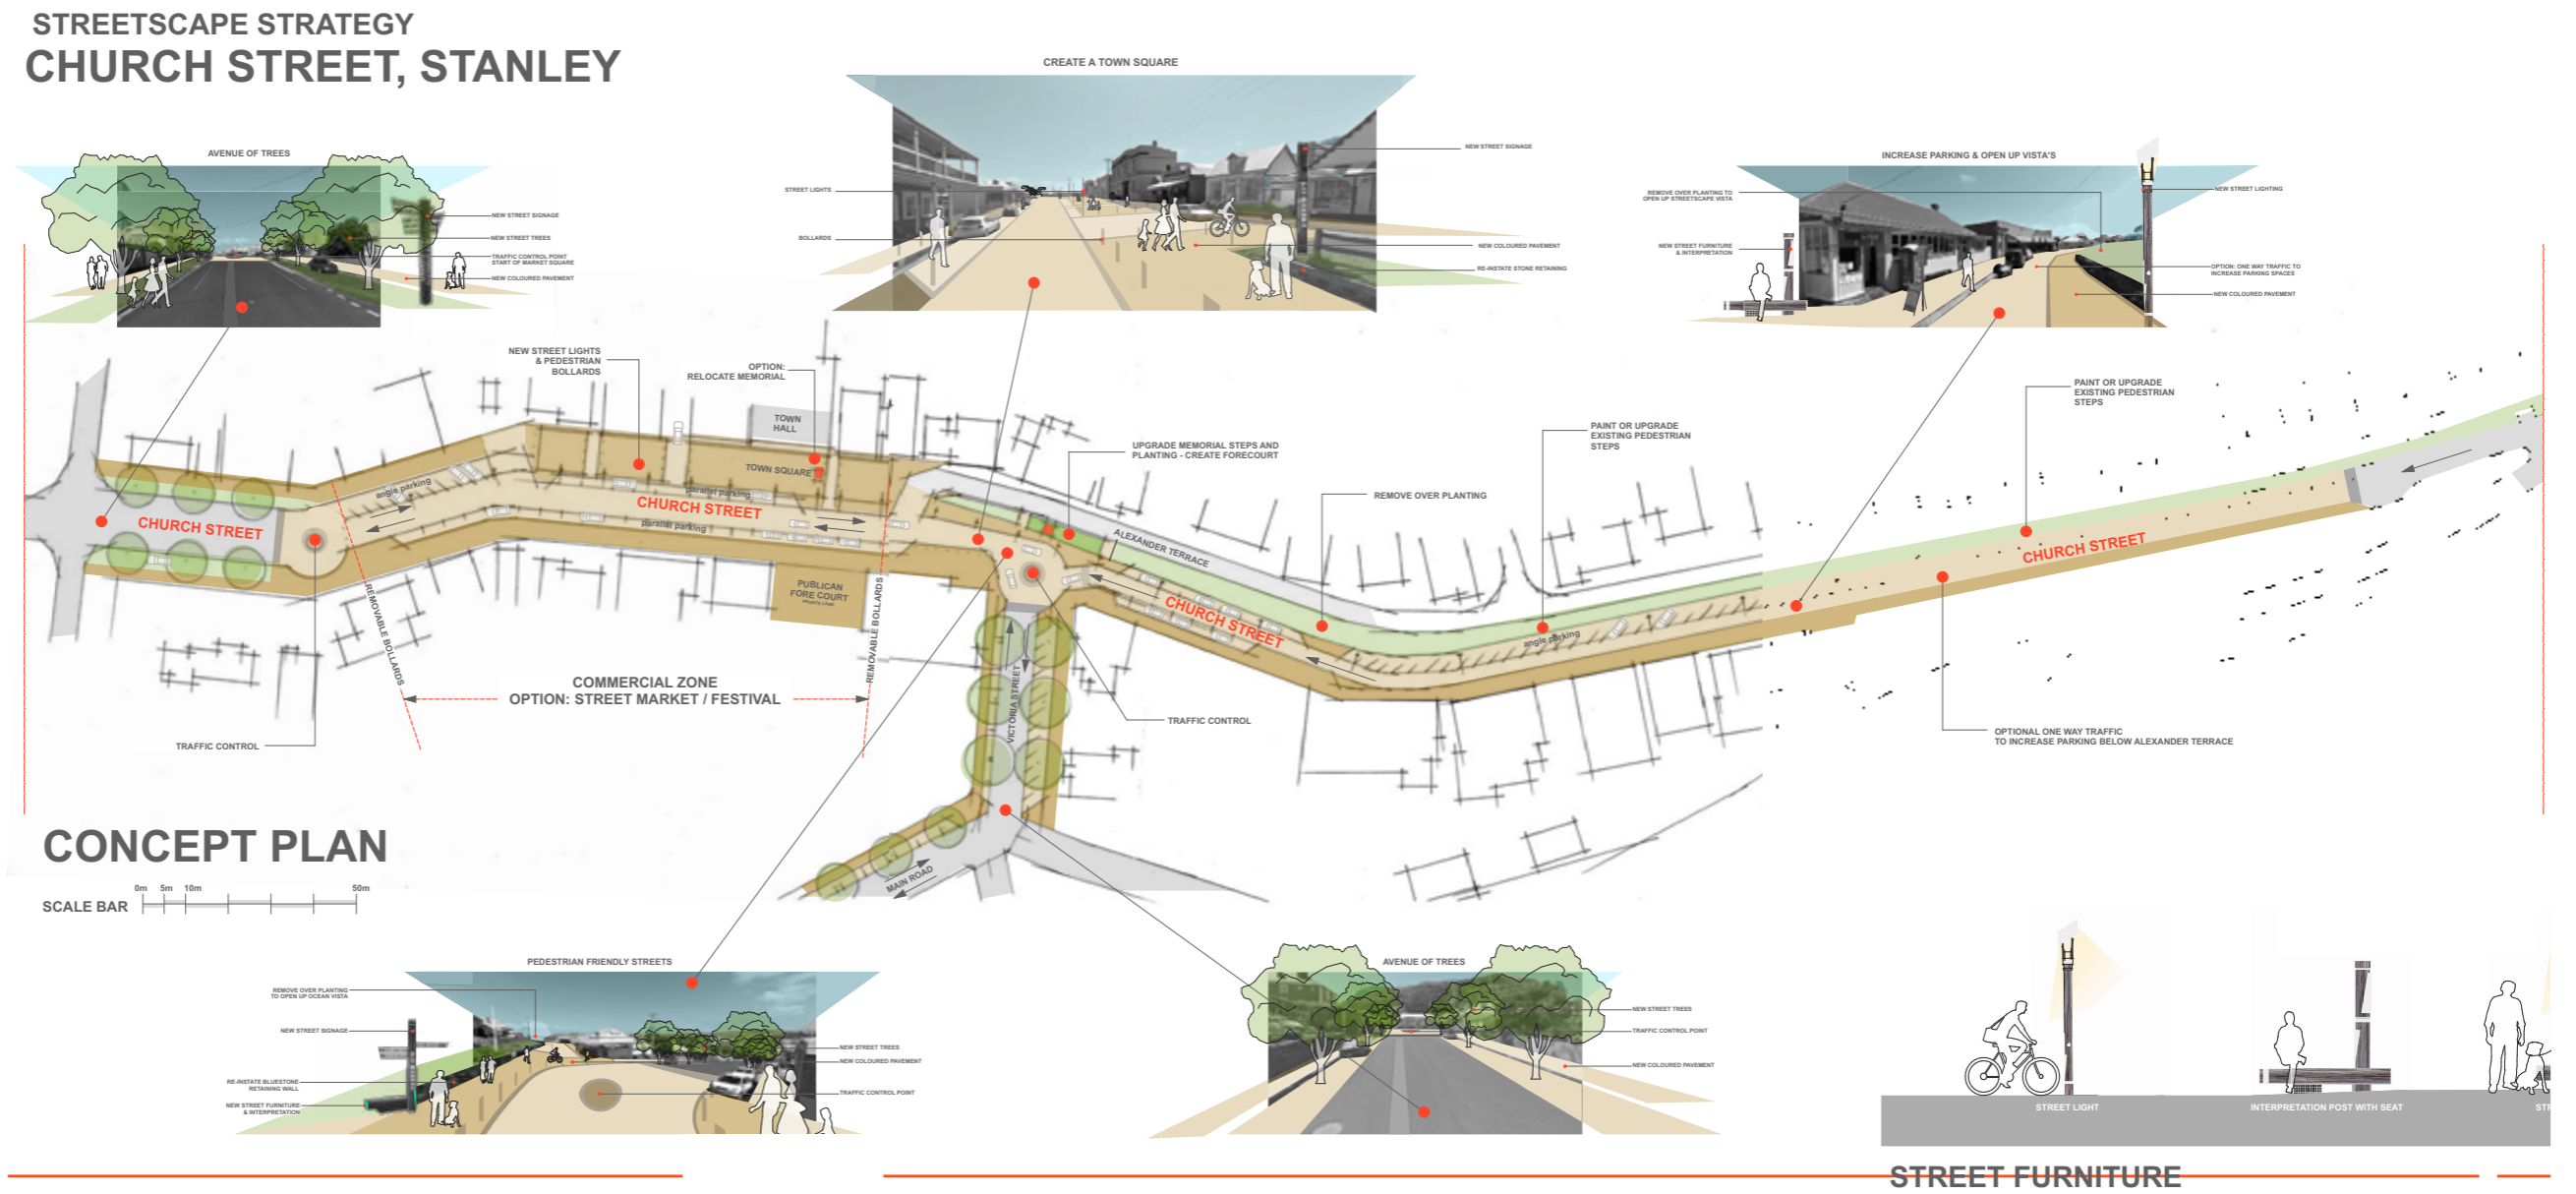 STREETSCAPE STRATEGY
CHURCH STREET, STANLEY
AVENUE OF TREES
NEW STREET SIGNAGE
NEW STREET TREES
TRAFFIC CONTROL POINT
START OF MARKET SQUARE
NEW COLOURED PAVEMENT
CREATE A TOWN SQUARE
STREET LIGHTS
BOLLARDS
NEW STREET SIGNAGE
NEW COLOURED PAVEMENT
RE-INSTATE STONE RETAINING
INCREASE PARKING & OPEN UP VISTA'S
REMOVE OVER PLANTING TO
OPEN UP STREETSCAPE VISTA
NEW STREET FURNITURE
& INTERPRETATION
NEW STREET LIGHTING
OPTION: ONE WAY TRAFFIC TO
INCREASE PARKING SPACES
NEW COLOURED PAVEMENT
NEW STREET LIGHTS
& PEDESTRIAN
BOLLARDS
OPTION:
RELOCATE MEMORIAL
TOWN
HALL
TOWN SQUARE
UPGRADE MEMORIAL STEPS AND
PLANTING - CREATE FORECOURT
REMOVE OVER PLANTING
PAINT OR UPGRADE
EXISTING PEDESTRIAN
STEPS
PAINT OR UPGRADE
EXISTING PEDESTRIAN
STEPS
CHURCH STREET
angle parking
parallel parking
CHURCH STREET
parallel parking
ALEXANDER TERRACE
CHURCH STREET
angle parking
CHURCH STREET
PUBLICAN
FORE COURT
REMOVABLE BOLLARDS
REMOVABLE BOLLARDS
COMMERCIAL ZONE
OPTION: STREET MARKET / FESTIVAL
TRAFFIC CONTROL
VICTORIA STREET
TRAFFIC CONTROL
OPTIONAL ONE WAY TRAFFIC
TO INCREASE PARKING BELOW ALEXANDER TERRACE
MAIN ROAD
CONCEPT PLAN
SCALE BAR
0m 5m 10m 50m
PEDESTRIAN FRIENDLY STREETS
REMOVE OVER PLANTING
TO OPEN UP OCEAN VISTA
NEW STREET SIGNAGE
RE-INSTATE BLUESTONE
RETAINING WALL
NEW STREET FURNITURE
& INTERPRETATION
NEW STREET TREES
NEW COLOURED PAVEMENT
TRAFFIC CONTROL POINT
AVENUE OF TREES
NEW STREET TREES
TRAFFIC CONTROL POINT
NEW COLOURED PAVEMENT
STREET LIGHT
INTERPRETATION POST WITH SEAT
STR
STREET FURNITURE